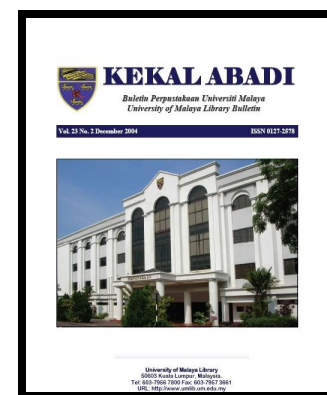 KEKAL ABADI
Buletin Perpustakaan Universiti Malaya
University of Malaya Library Bulletin
Vol. 23 No. 2 December 2004 ISSN 0127-2578
University of Malaya Library
50603 Kuala Lumpur, Malaysia.
Tel: 603-7956 7800 Fax: 603-7957 3661
URL: http://www.umlib.um.edu.my